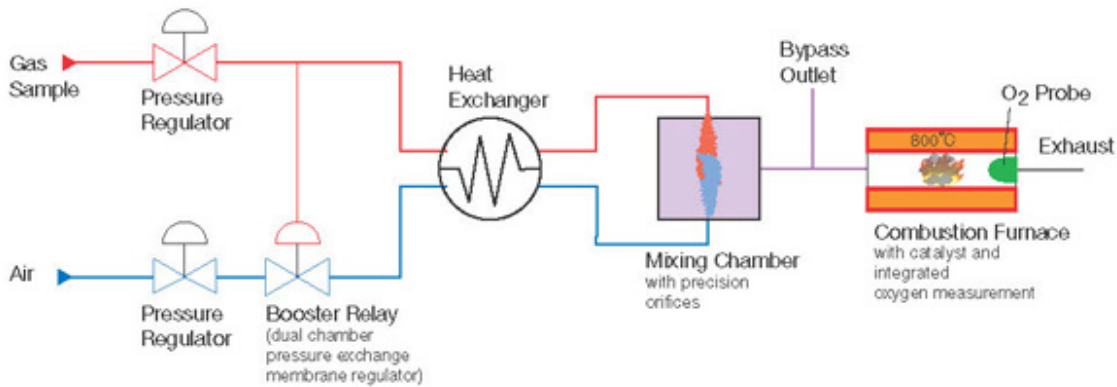 Gas
Sample
Pressure
Regulator
Heat
Exchanger
Bypass
Outlet
O2 Probe
800°C
Exhaust
Air
Pressure
Regulator
Booster Relay
(dual chamber
pressure exchange
membrane regulator)
Mixing Chamber
with precision
orifices
Combustion Furnace
with catalyst and
integrated
oxygen measurement